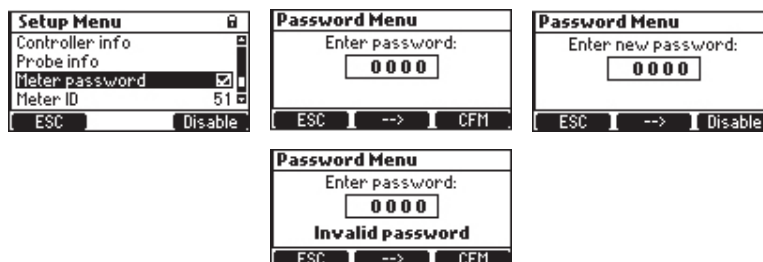 Setup Menu
Controller info
Probe info
Meter password
Meter ID 51
ESC Disable
Password Menu
Enter password:
0000
ESC --> CFM
Password Menu
Enter new password:
0000
ESC --> Disable
Password Menu
Enter password:
0000
Invalid password
ESC --> CFM